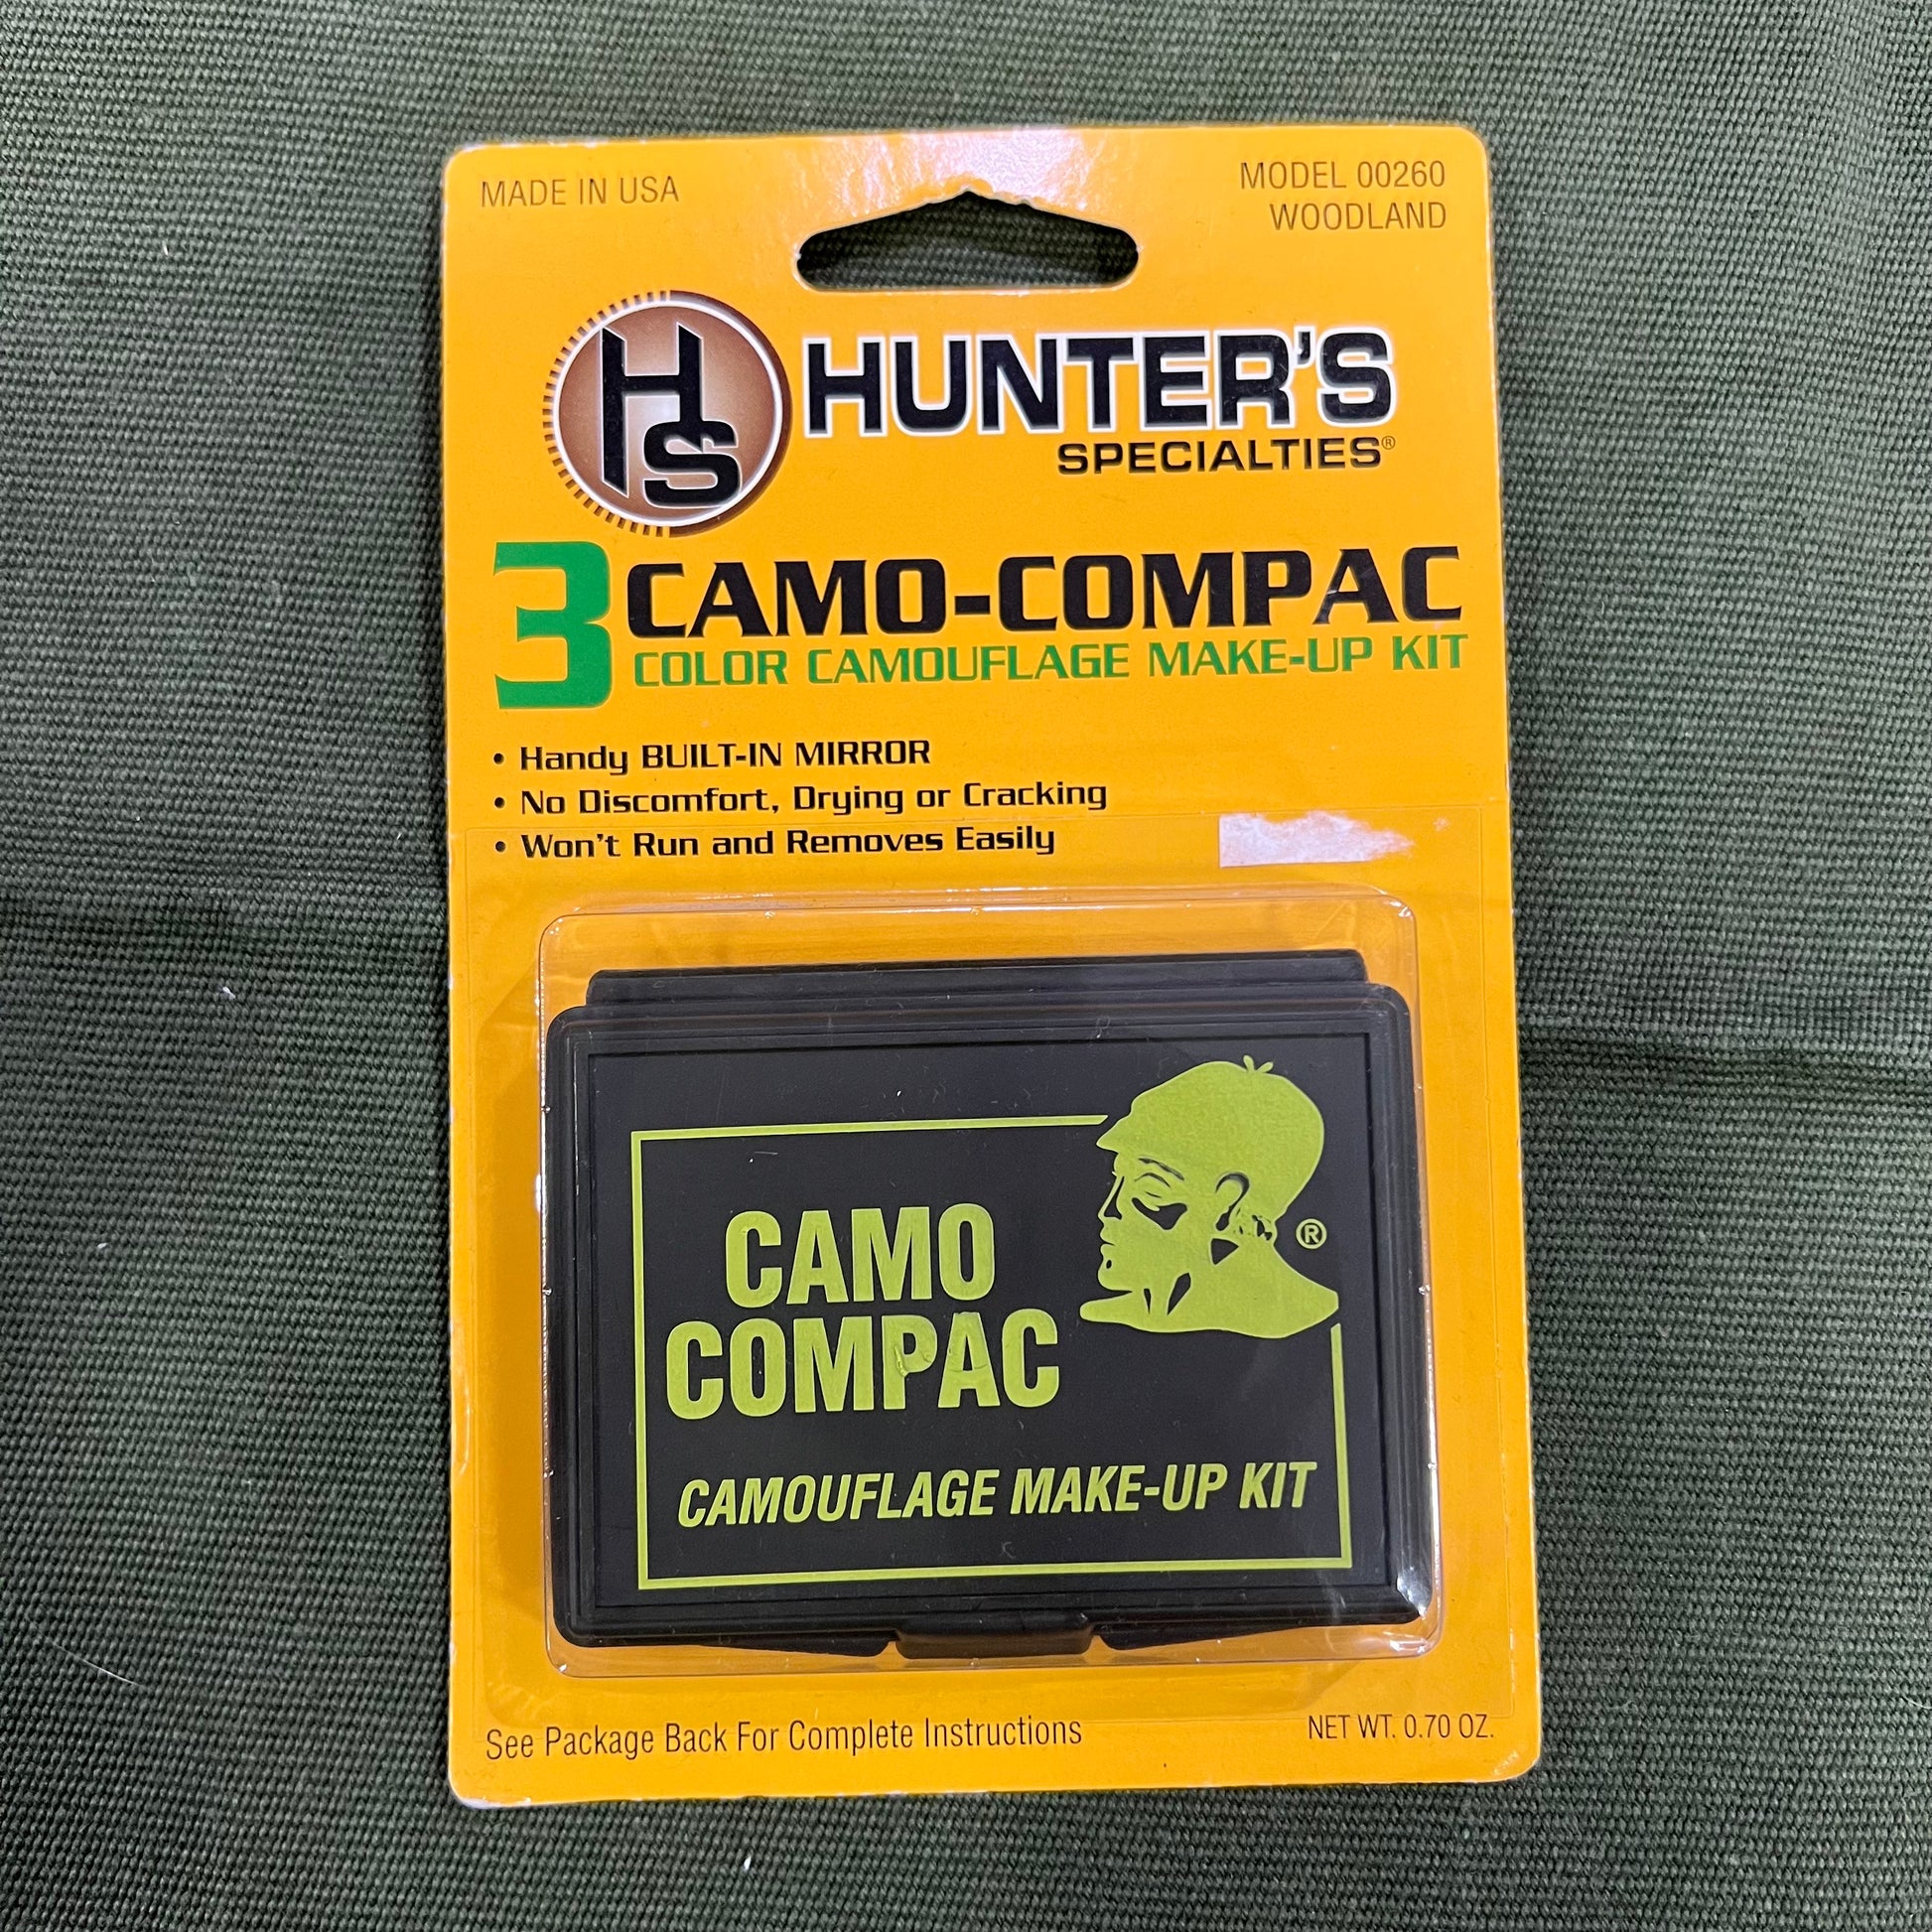 MADE IN USA
MODEL 00260
WOODLAND
HS
HUNTER'S
SPECIALTIES®
3 CAMO-COMPAC
COLOR CAMOUFLAGE MAKE-UP KIT
• Handy BUILT-IN MIRROR
• No Discomfort, Drying or Cracking
• Won't Run and Removes Easily
CAMO
COMPAC
®
CAMOUFLAGE MAKE-UP KIT
See Package Back For Complete Instructions
NET WT. 0.70 OZ.